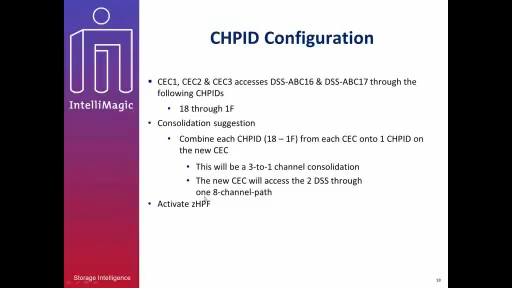 CHPID Configuration
IntelliMagic
CEC1, CEC2 & CEC3 accesses DSS-ABC16 & DSS-ABC17 through the
following CHPIDs
18 through 1F
Consolidation suggestion
Combine each CHPID (18 – 1F) from each CEC onto 1 CHPID on
the new CEC
This will be a 3-to-1 channel consolidation
The new CEC will access the 2 DSS through
one 8-channel-path
Activate zHPF
Storage Intelligence